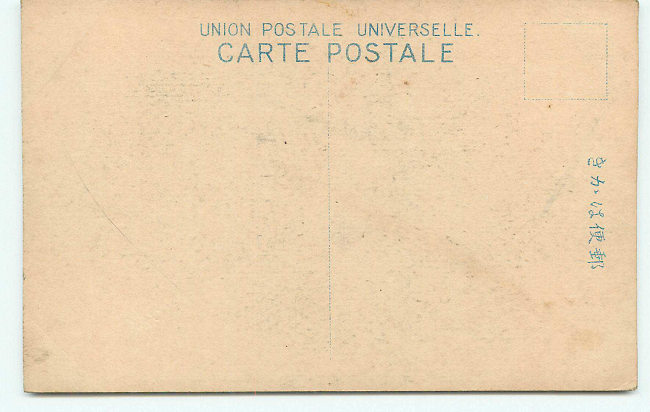 UNION POSTALE UNIVERSELLE.
CARTE POSTALE
郵便はかき